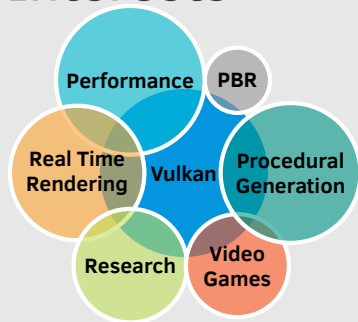 Performance
PBR
Real Time
Rendering
Vulkan
Procedural
Generation
Research
Video
Games